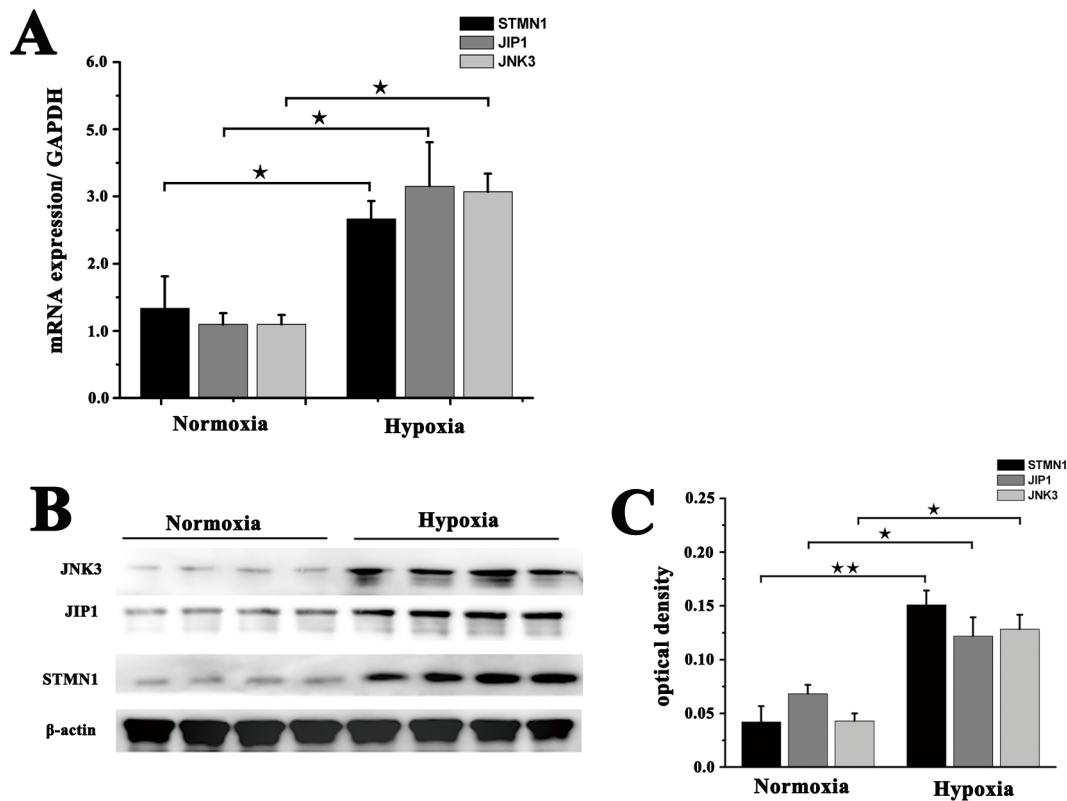 A
STMN1
JIP1
JNK3
mRNA expression/ GAPDH
6.0
5.0
3.0
2.0
1.0
0.0
★
★
★
Normoxia
Hypoxia
B
Normoxia
Hypoxia
JNK3
JIP1
STMN1
β-actin
C
STMN1
JIP1
JNK3
optical density
0.25
0.20
0.15
0.10
0.05
0.0
★
★
★★
Normoxia
Hypoxia